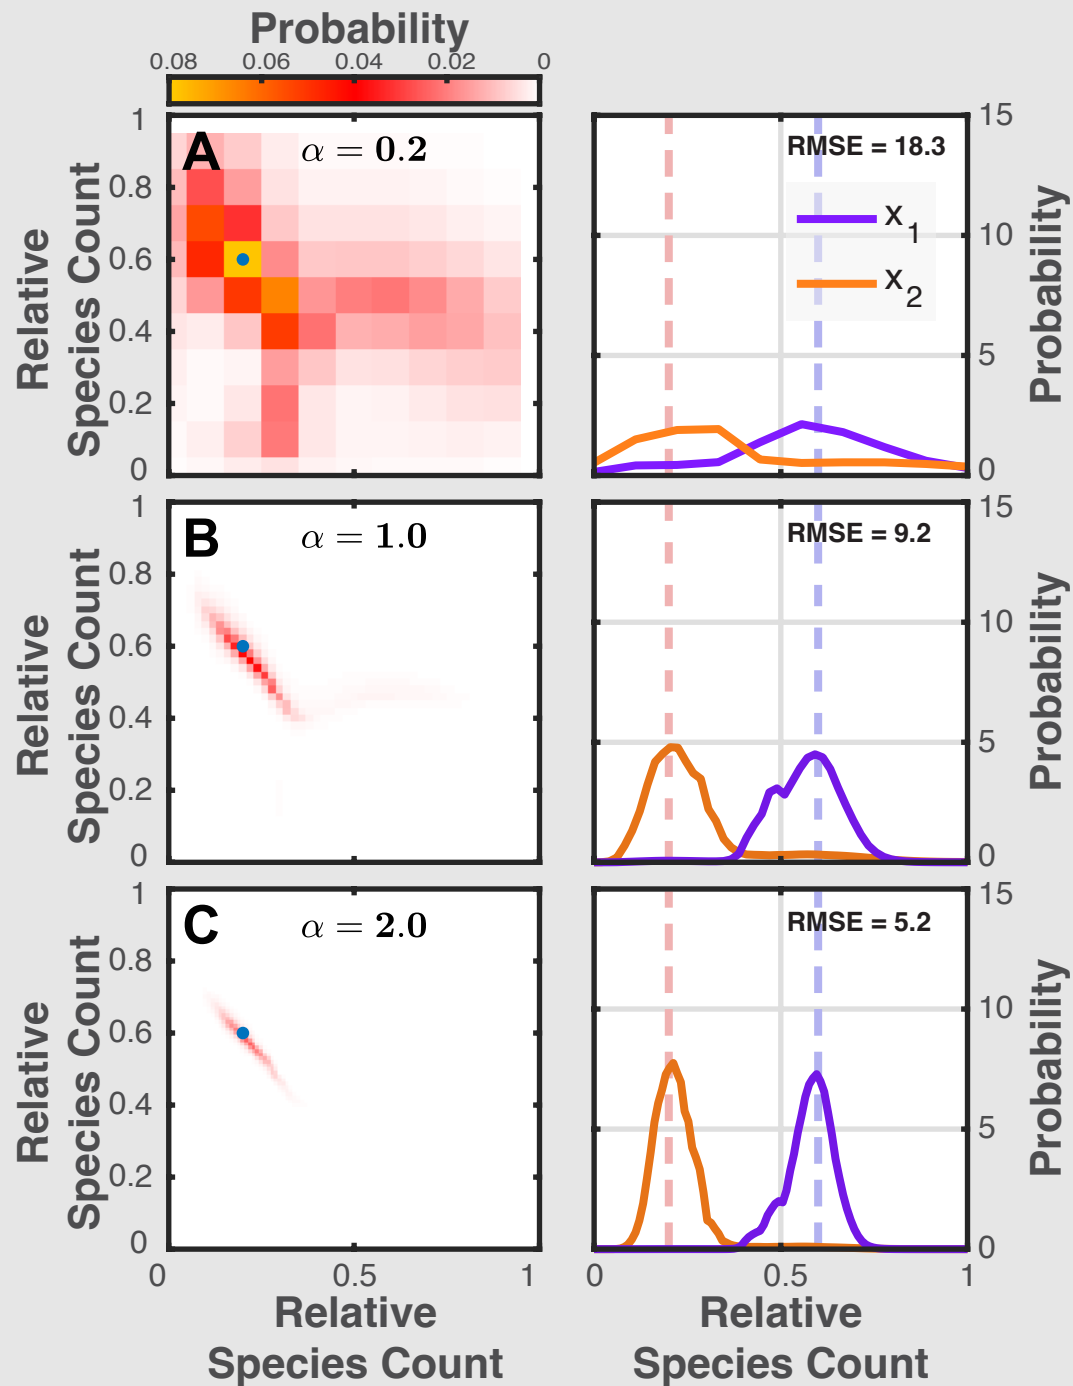 Probability
0.08 0.06 0.04 0.02 0
A α = 0.2
1
0.8
0.6
0.4
0.2
0
Relative
Species Count
RMSE = 18.3
x1
x2
15
10
5
0
Probability
B α = 1.0
1
0.8
0.6
0.4
0.2
0
Relative
Species Count
RMSE = 9.2
15
10
5
0
Probability
C α = 2.0
1
0.8
0.6
0.4
0.2
0
Relative
Species Count
0 0.5 1
Relative
Species Count
RMSE = 5.2
15
10
5
0
Probability
0 0.5 1
Relative
Species Count